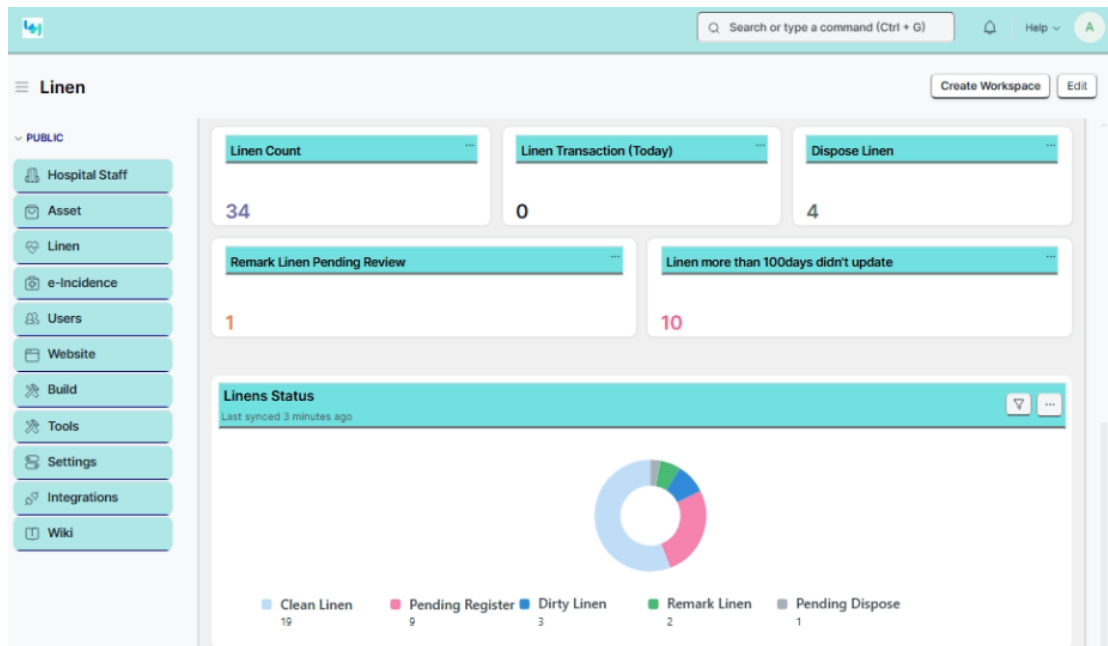 Search or type a command (Ctrl + G)
Help
A
Linen
Create Workspace
Edit
PUBLIC
Hospital Staff
Asset
Linen
e-Incidence
Users
Website
Build
Tools
Settings
Integrations
Wiki
Linen Count
34
Linen Transaction (Today)
0
Dispose Linen
4
Remark Linen Pending Review
1
Linen more than 100days didn't update
10
Linens Status
Last synced 3 minutes ago
Clean Linen
19
Pending Register
9
Dirty Linen
3
Remark Linen
2
Pending Dispose
1